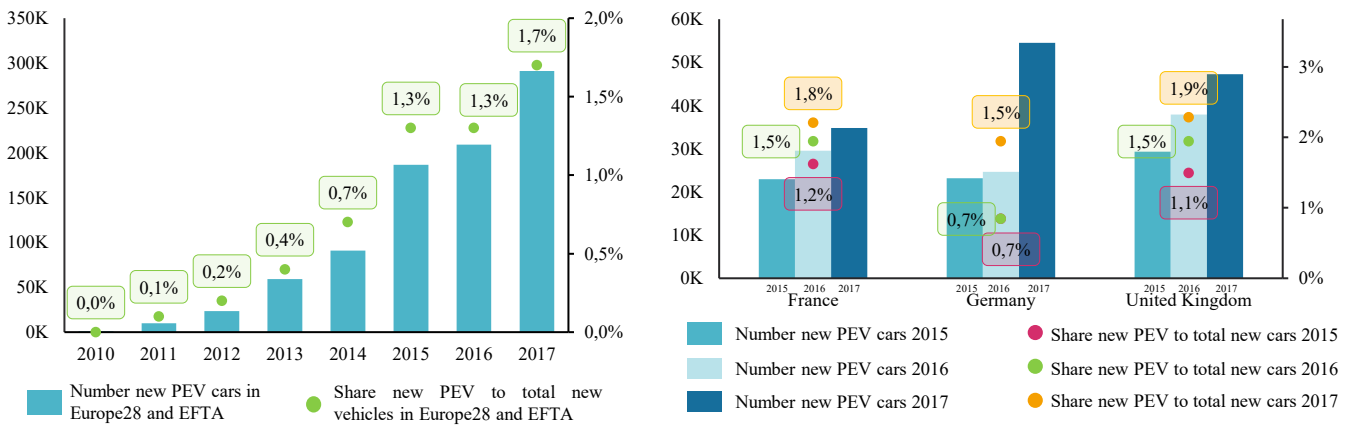 350K
300K
250K
200K
150K
100K
50K
0K
2,0%
1,5%
1,0%
0,5%
0,0%
0,0%
0,1%
0,2%
0,4%
0,7%
1,3%
1,3%
1,7%
2010 2011 2012 2013 2014 2015 2016 2017
Number new PEV cars in
Europe28 and EFTA
Share new PEV to total new
vehicles in Europe28 and EFTA
60K
50K
40K
30K
20K
10K
0K
3%
2%
1%
0%
1,8%
1,5%
1,2%
1,5%
0,7%
0,7%
1,9%
1,5%
1,1%
2015 2016 2017 2015 2016 2017 2015 2016 2017
France Germany United Kingdom
Number new PEV cars 2015
Number new PEV cars 2016
Number new PEV cars 2017
Share new PEV to total new cars 2015
Share new PEV to total new cars 2016
Share new PEV to total new cars 2017